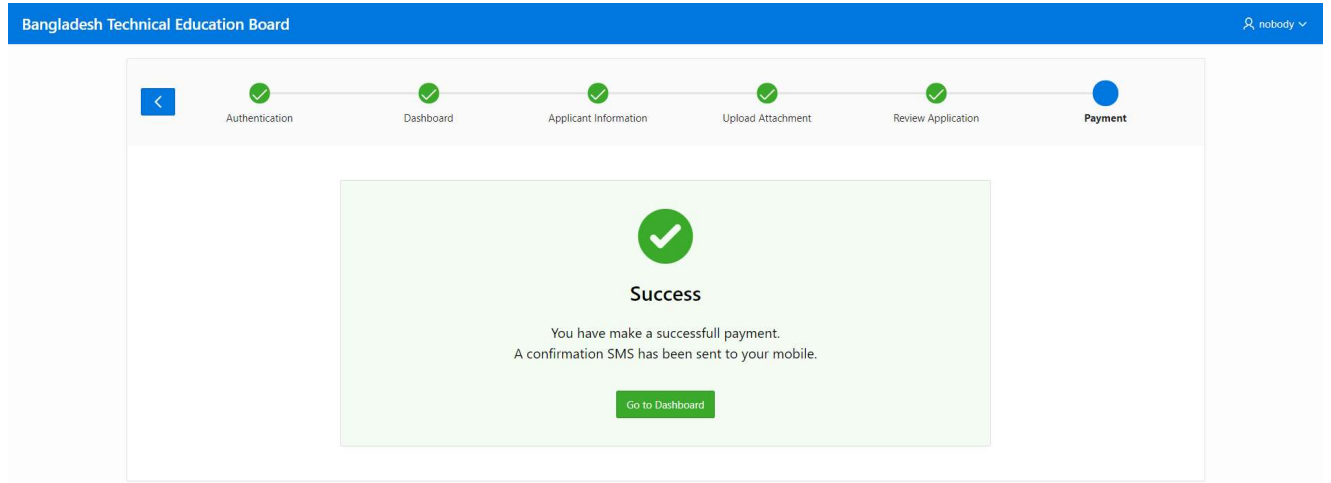 Bangladesh Technical Education Board
nobody
Authentication
Dashboard
Applicant Information
Upload Attachment
Review Application
Payment
Success
You have make a successfull payment.
A confirmation SMS has been sent to your mobile.
Go to Dashboard